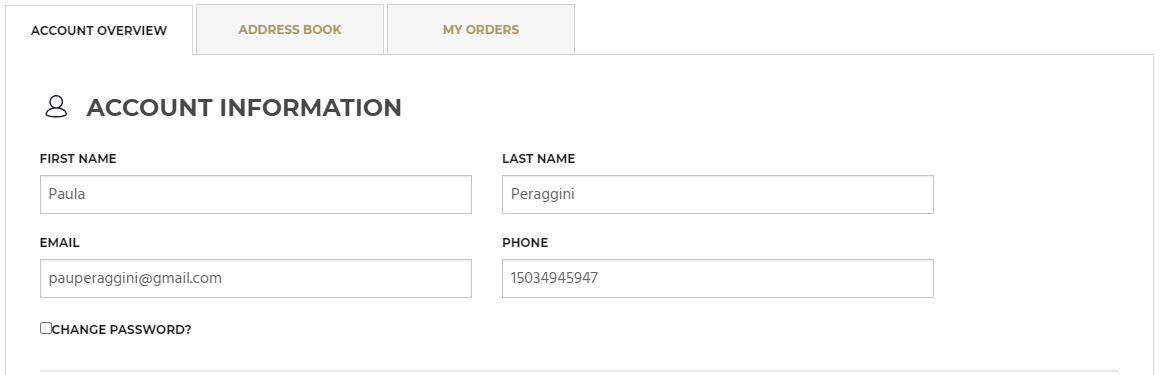 ACCOUNT OVERVIEW ADDRESS BOOK MY ORDERS
ACCOUNT INFORMATION
FIRST NAME LAST NAME
Paula Peraggini
EMAIL PHONE
pauperaggini@gmail.com 15034945947
CHANGE PASSWORD?